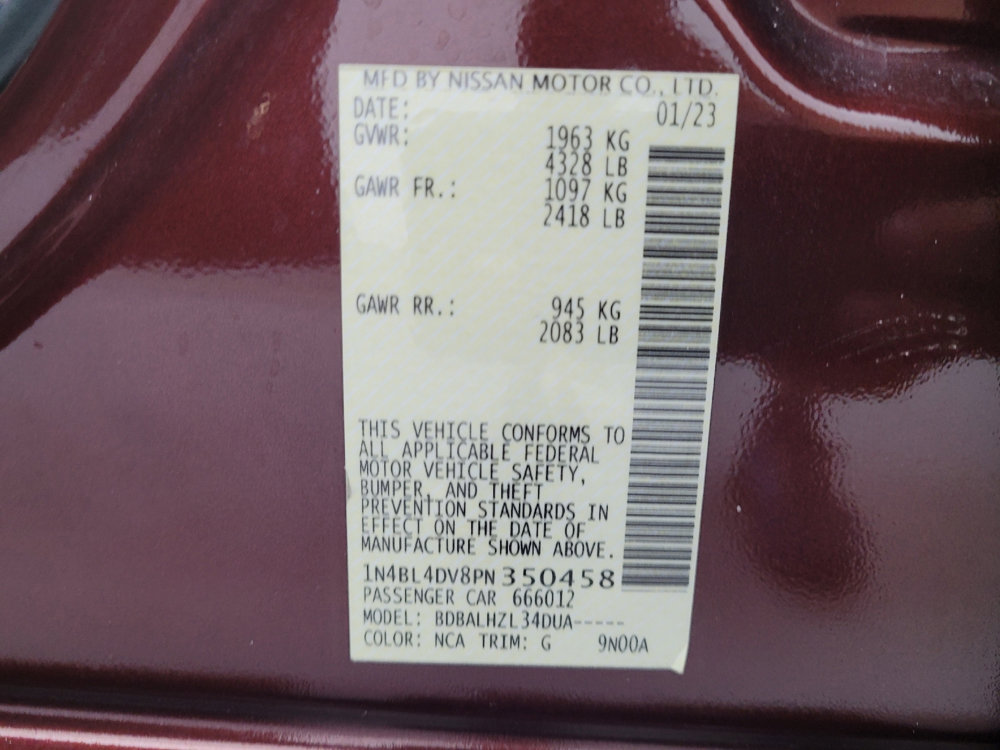 MFD BY NISSAN MOTOR CO., LTD.
DATE: 01/23
GVWR: 1963 KG
4328 LB
GAWR FR.: 1097 KG
2418 LB
GAWR RR.: 945 KG
2083 LB
THIS VEHICLE CONFORMS TO
ALL APPLICABLE FEDERAL
MOTOR VEHICLE SAFETY,
BUMPER, AND THEFT
PREVENTION STANDARDS IN
EFFECT ON THE DATE OF
MANUFACTURE SHOWN ABOVE.
1N4BL4DV8PN350458
PASSENGER CAR 666012
MODEL: BDBALHZL34DUA-----
COLOR: NCA TRIM: G 9N00A